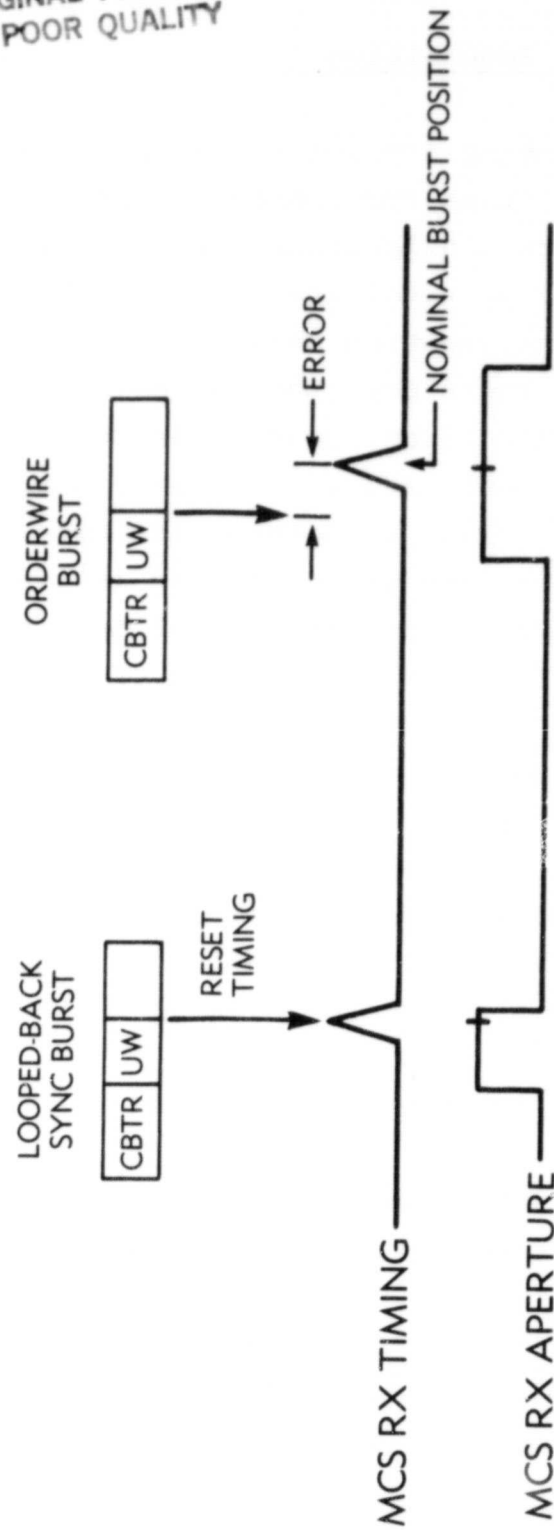 POOR QUALITY
LOOPED-BACK
SYNC BURST
CBTR UW
RESET
TIMING
ORDERWIRE
BURST
CBTR UW
ERROR
NOMINAL BURST POSITION
MCS RX TIMING
MCS RX APERTURE